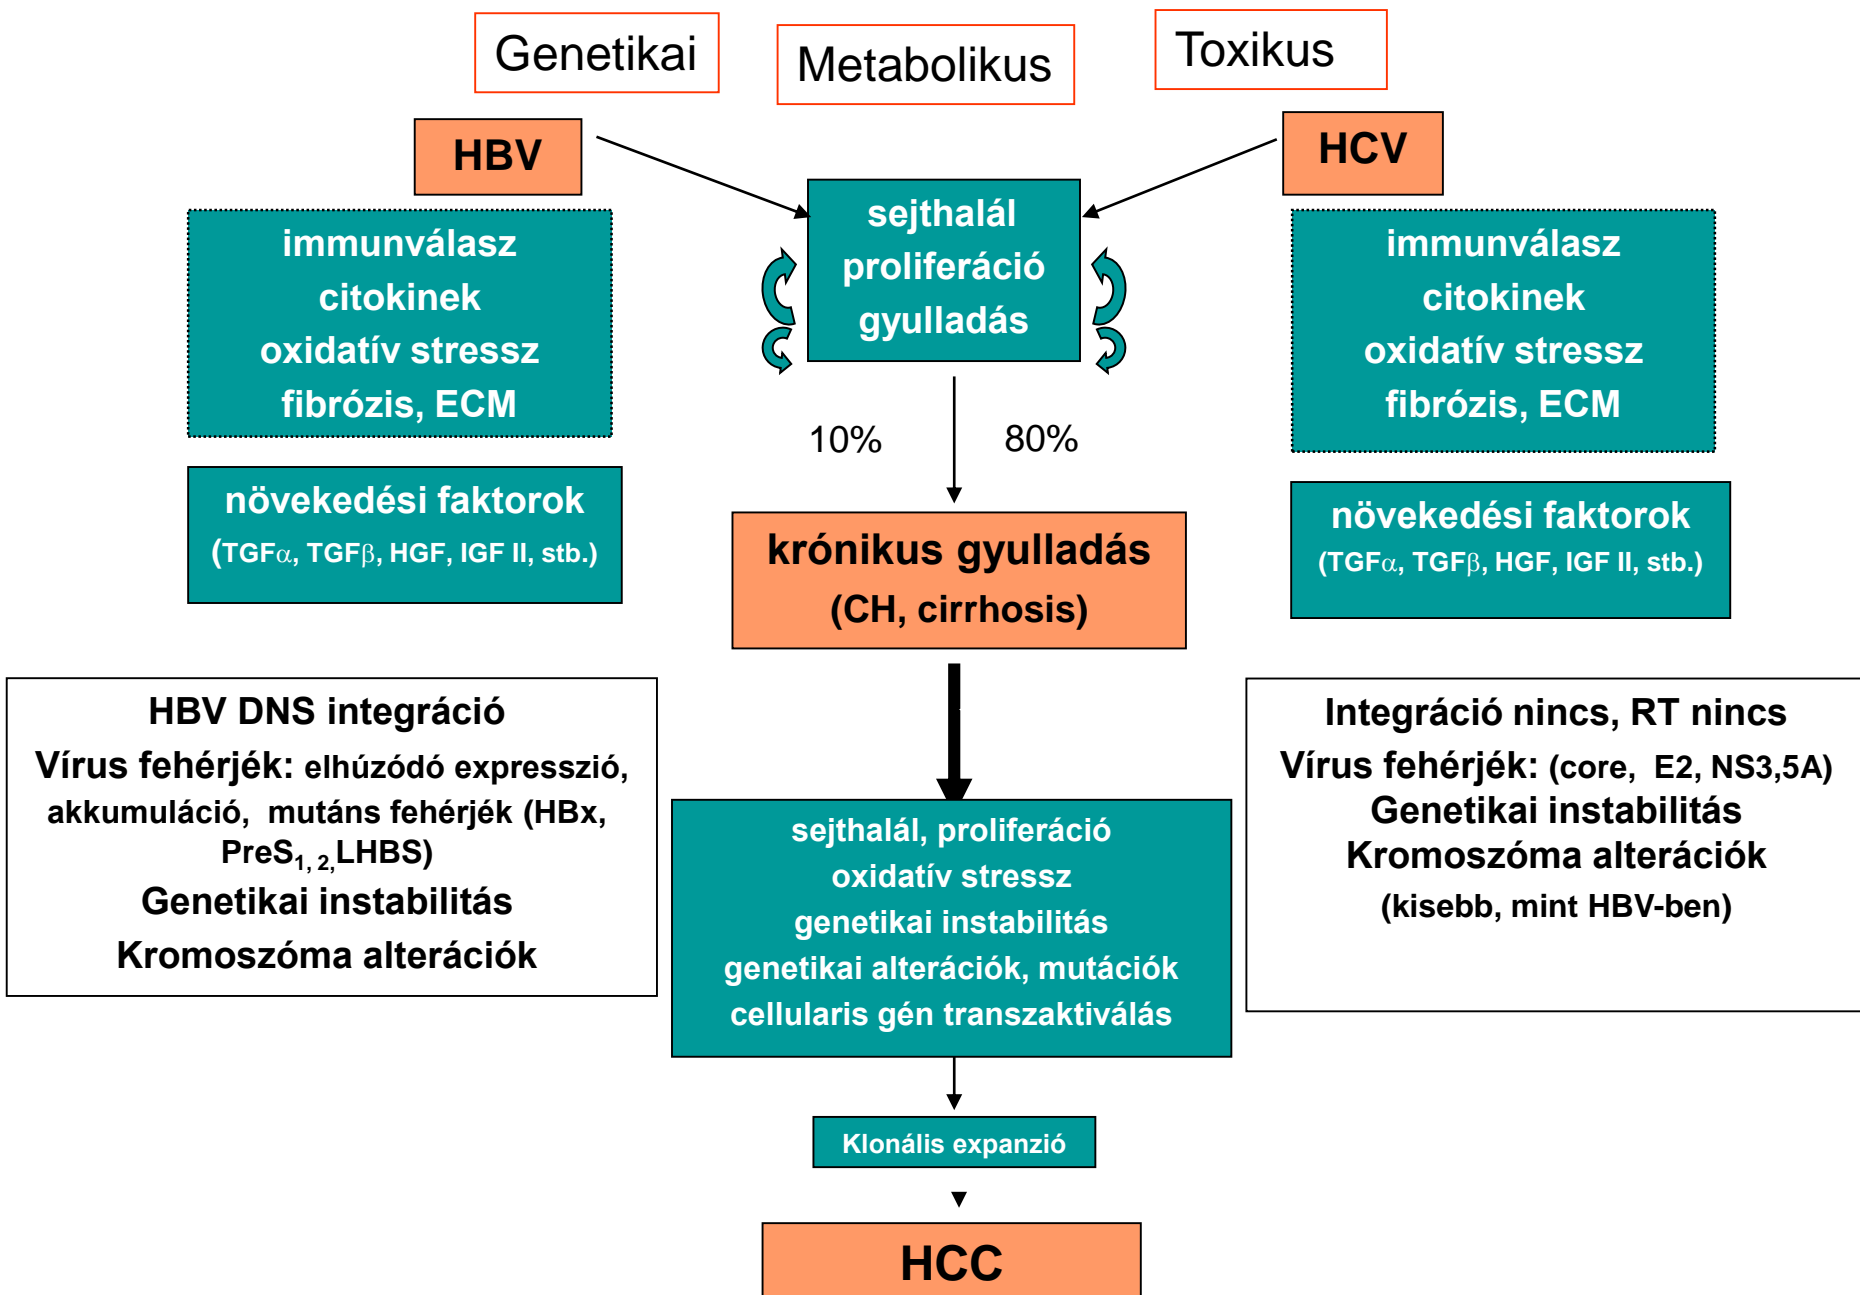 Genetikai
Metabolikus
Toxikus
HBV
HCV
sejthalál
proliferáció
gyulladás
immunválasz
citokinek
oxidatív stressz
fibrózis, ECM
immunválasz
citokinek
oxidatív stressz
fibrózis, ECM
10%
80%
növekedési faktorok
(TGFα, TGFβ, HGF, IGF II, stb.)
krónikus gyulladás
(CH, cirrhosis)
növekedési faktorok
(TGFα, TGFβ, HGF, IGF II, stb.)
HBV DNS integráció
Vírus fehérjék: elhúzódó expresszió,
akkumuláció, mutáns fehérjék (HBx,
PreS1, 2,LHBS)
Genetikai instabilitás
Kromoszóma alterációk
Integráció nincs, RT nincs
Vírus fehérjék: (core, E2, NS3,5A)
Genetikai instabilitás
Kromoszóma alterációk
(kisebb, mint HBV-ben)
sejthalál, proliferáció
oxidatív stressz
genetikai instabilitás
genetikai alterációk, mutációk
cellularis gén transzaktiválás
Klonális expanzió
HCC